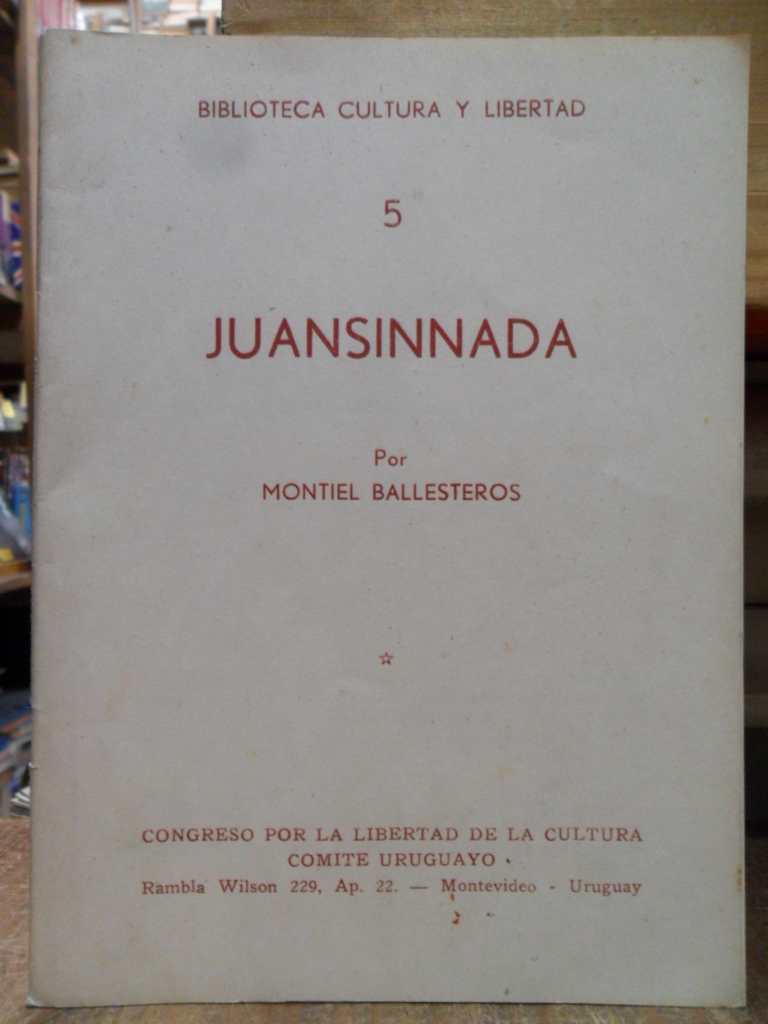 BIBLIOTECA CULTURA Y LIBERTAD
5
JUANSINNADA
Por
MONTIEL BALLESTEROS
CONGRESO POR LA LIBERTAD DE LA CULTURA
COMITE URUGUAYO
Rambla Wilson 229, Ap. 22. — Montevideo - Uruguay